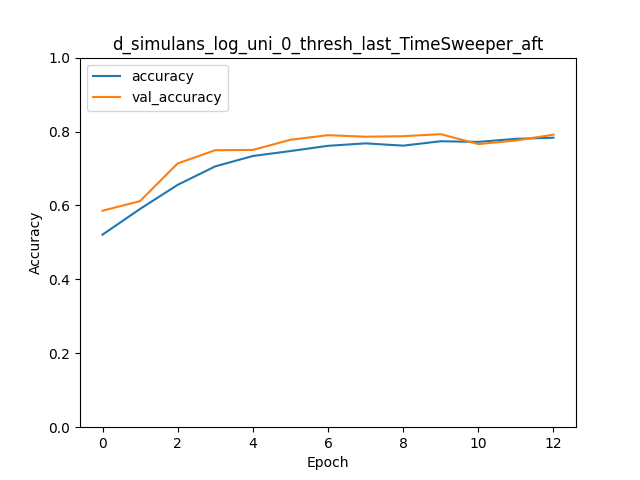 d_simulans_log_uni_0_thresh_last_TimeSweeper_aft
accuracy
val_accuracy
1.0
0.8
0.6
0.4
0.2
0.0
Accuracy
0 2 4 6 8 10 12
Epoch